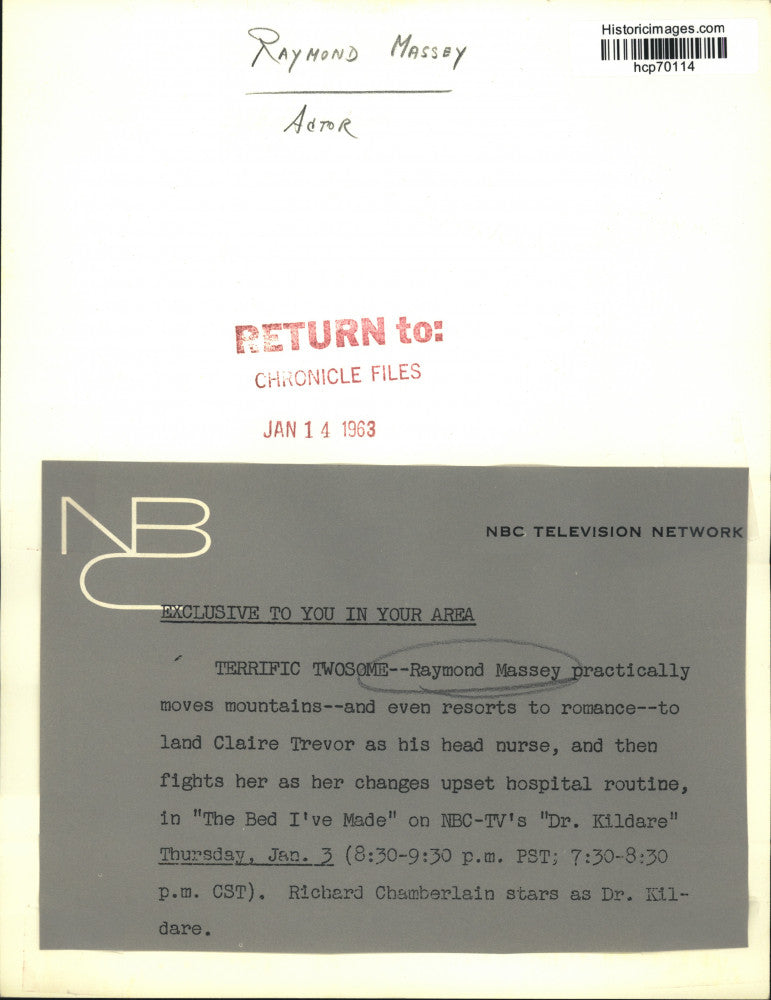 RAYMOND MASSEY
ACTOR
Historicimages.com
hcp70114
RETURN to:
CHRONICLE FILES
JAN 14 1963
NBC
NBC TELEVISION NETWORK
EXCLUSIVE TO YOU IN YOUR AREA
TERRIFIC TWOSOME--Raymond Massey practically
moves mountains--and even resorts to romance--to
land Claire Trevor as his head nurse, and then
fights her as her changes upset hospital routine,
in "The Bed I've Made" on NBC-TV's "Dr. Kildare"
Thursday, Jan. 3 (8:30-9:30 p.m. PST; 7:30-8:30
p.m. CST). Richard Chamberlain stars as Dr. Kil-
dare.